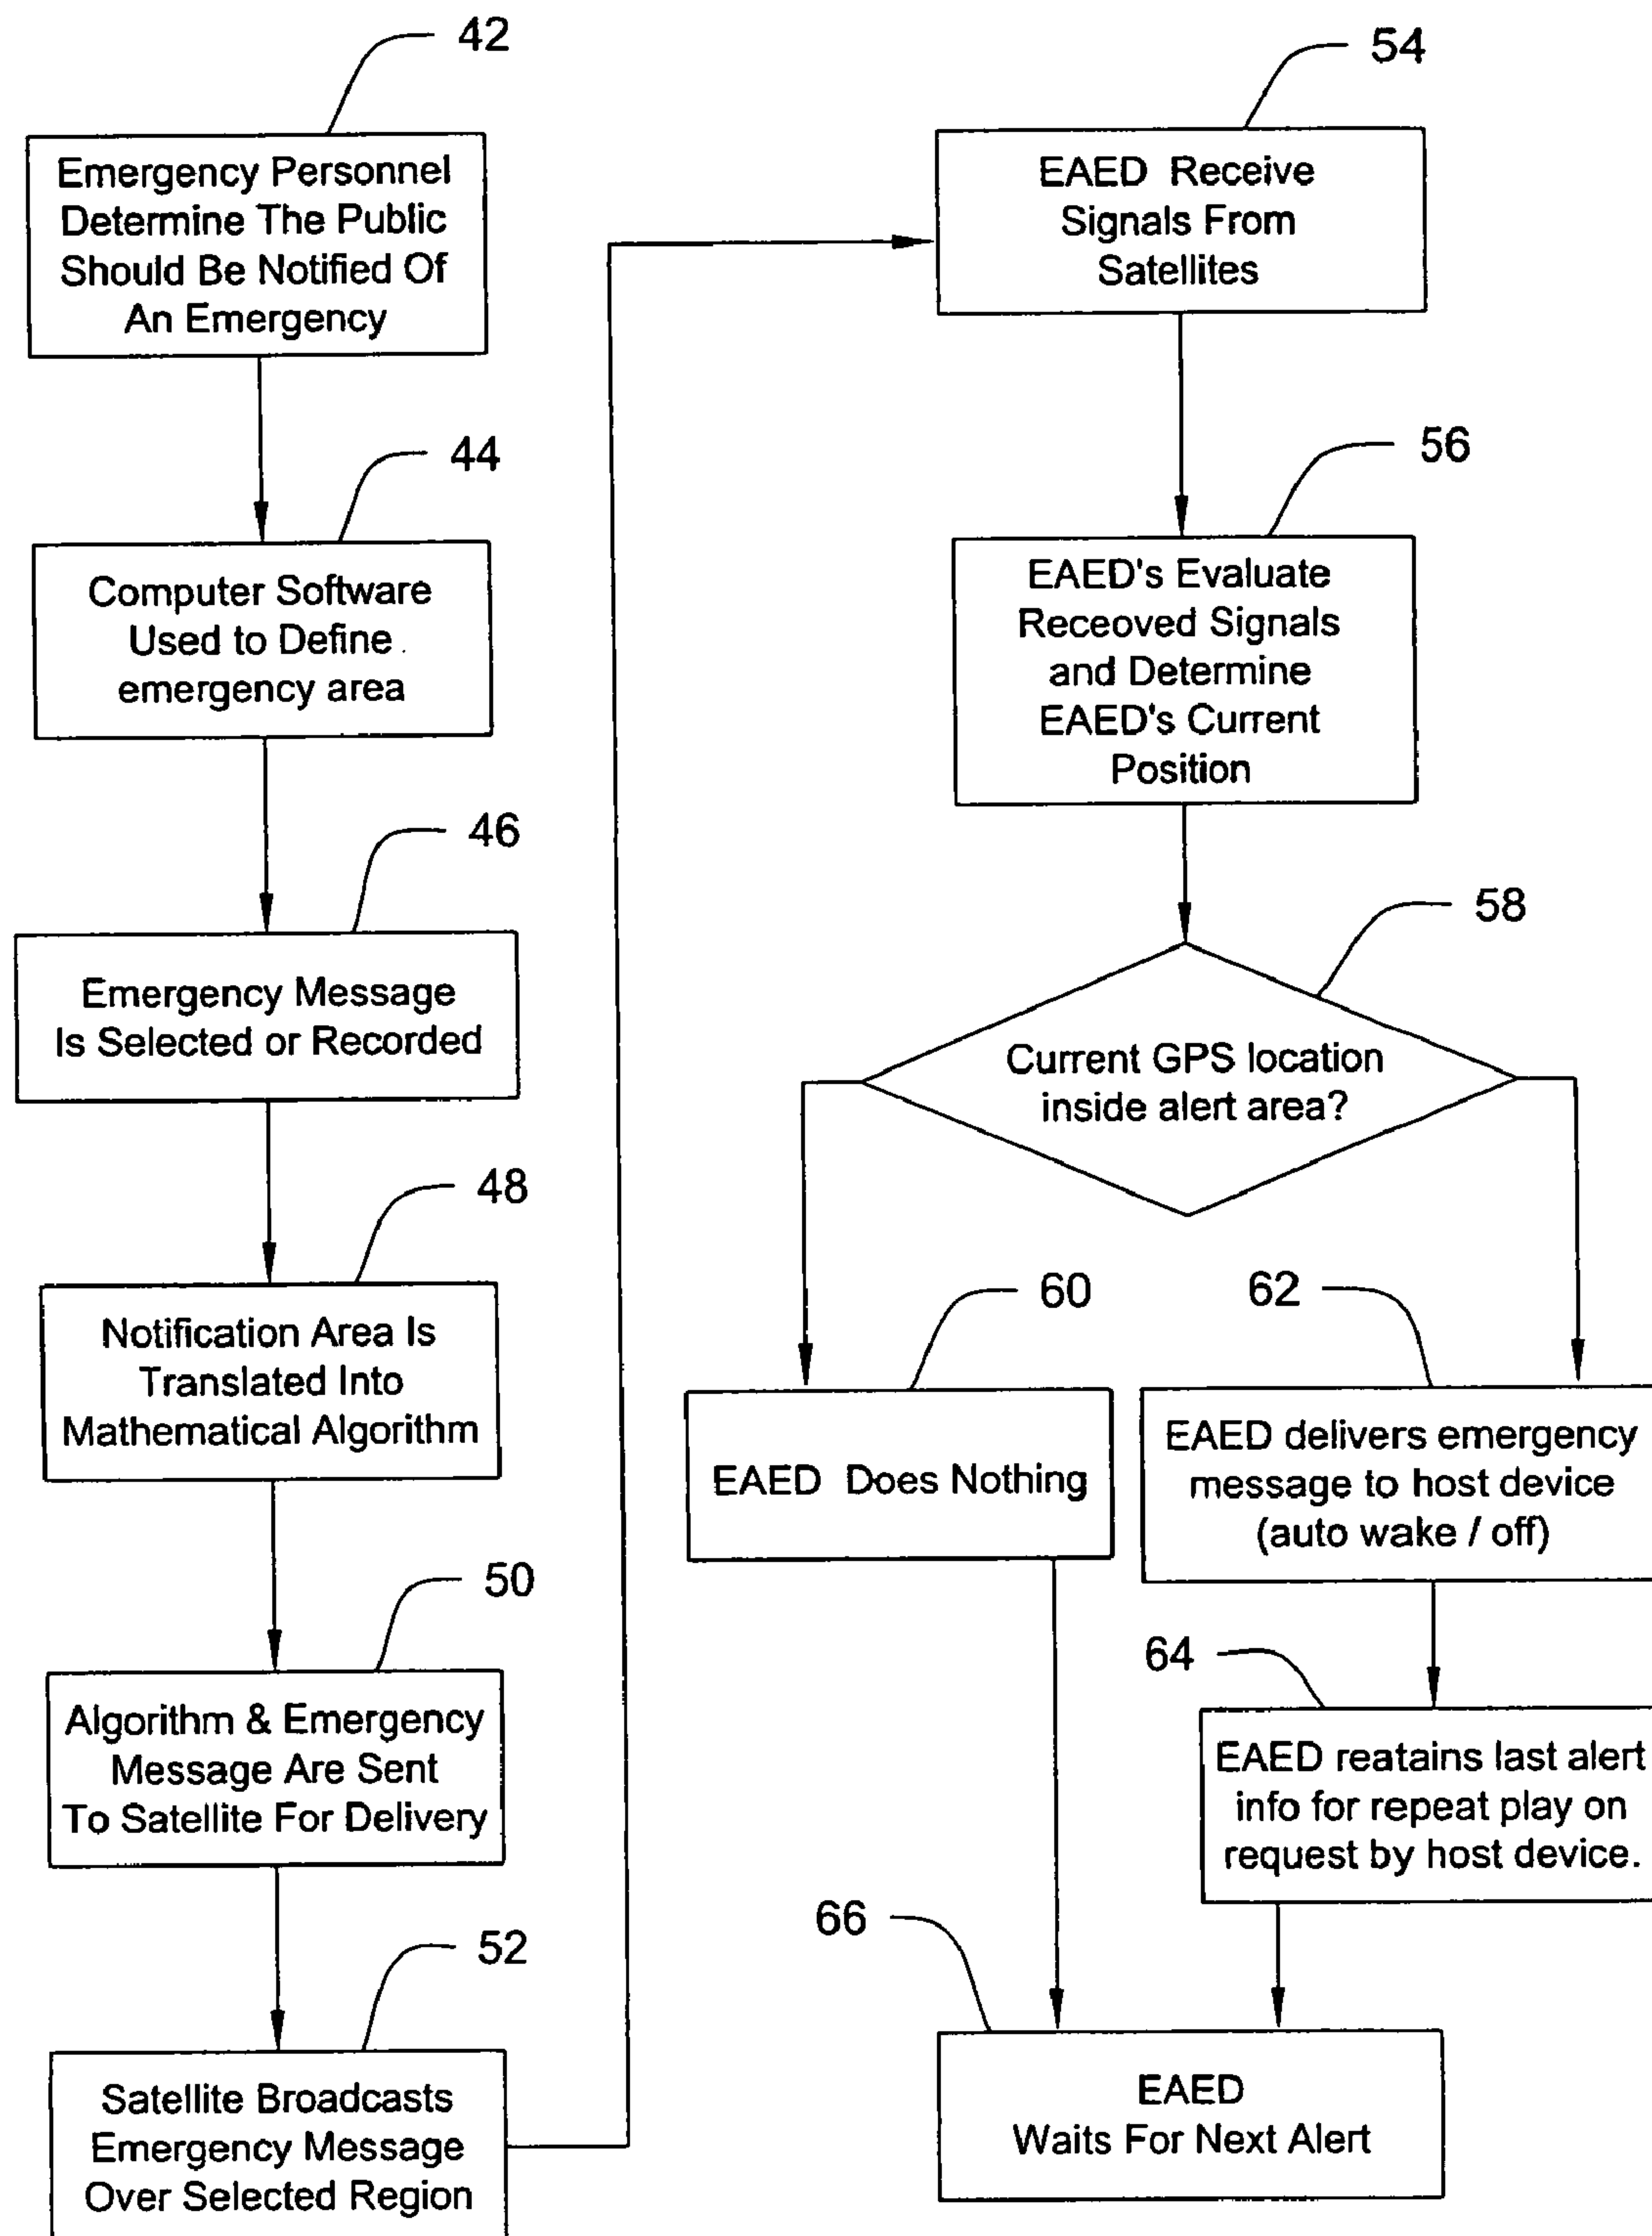 42
Emergency Personnel
Determine The Public
Should Be Notified Of
An Emergency
44
Computer Software
Used to Define
emergency area
46
Emergency Message
Is Selected or Recorded
48
Notification Area Is
Translated Into
Mathematical Algorithm
50
Algorithm & Emergency
Message Are Sent
To Satellite For Delivery
52
Satellite Broadcasts
Emergency Message
Over Selected Region
54
EAED Receive
Signals From
Satellites
56
EAED's Evaluate
Receoved Signals
and Determine
EAED's Current
Position
58
Current GPS location
inside alert area?
60
EAED Does Nothing
62
EAED delivers emergency
message to host device
(auto wake / off)
64
EAED reatains last alert
info for repeat play on
request by host device.
66
EAED
Waits For Next Alert